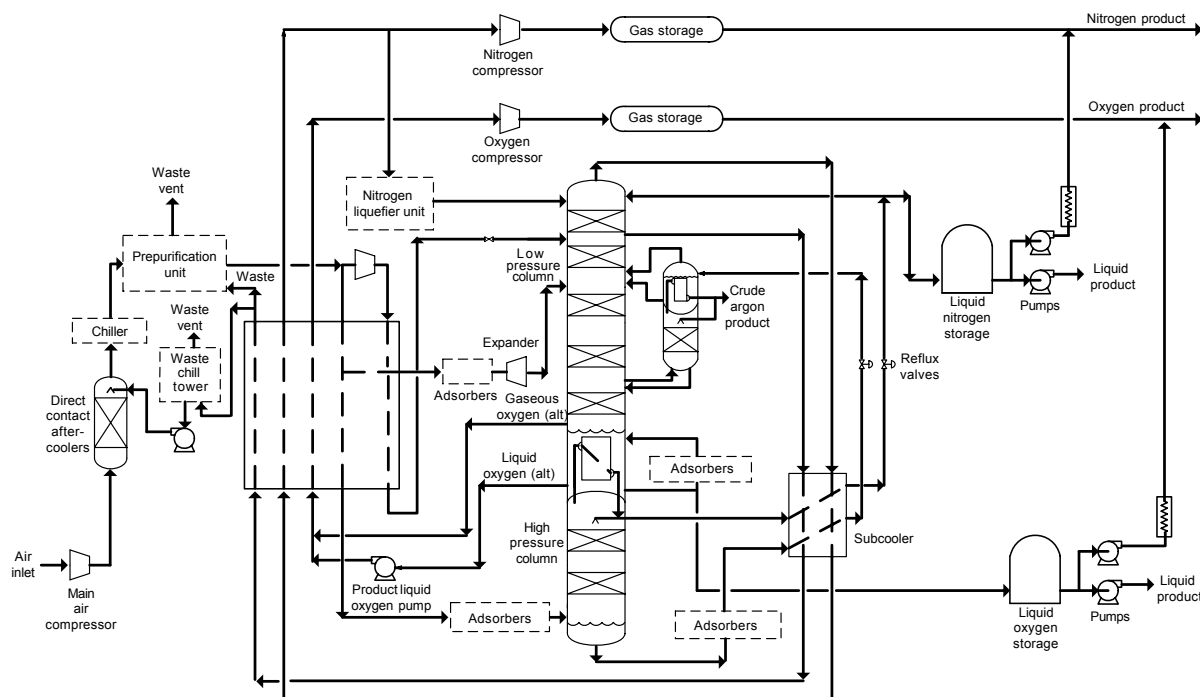 Nitrogen product
Gas storage
Nitrogen
compressor
Oxygen product
Gas storage
Oxygen
compressor
Waste
vent
Nitrogen
liquefier unit
Prepurification
unit
Waste
Low
pressure
column
Crude
argon
product
Liquid
product
Liquid
nitrogen
storage
Pumps
Waste
vent
Chiller
Waste
chill
tower
Expander
Adsorbers
Gaseous
oxygen (alt)
Reflux
valves
Direct
contact
after-
coolers
Liquid
oxygen (alt)
Adsorbers
High
pressure
column
Subcooler
Air
inlet
Main
air
compressor
Product liquid
oxygen pump
Adsorbers
Adsorbers
Liquid
product
Liquid
oxygen
storage
Pumps